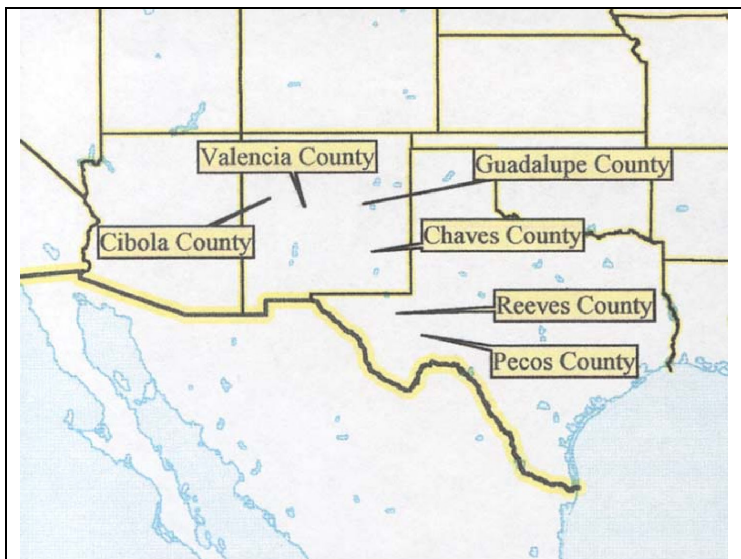 Valencia County
Guadalupe County
Cibola County
Chaves County
Reeves County
Pecos County